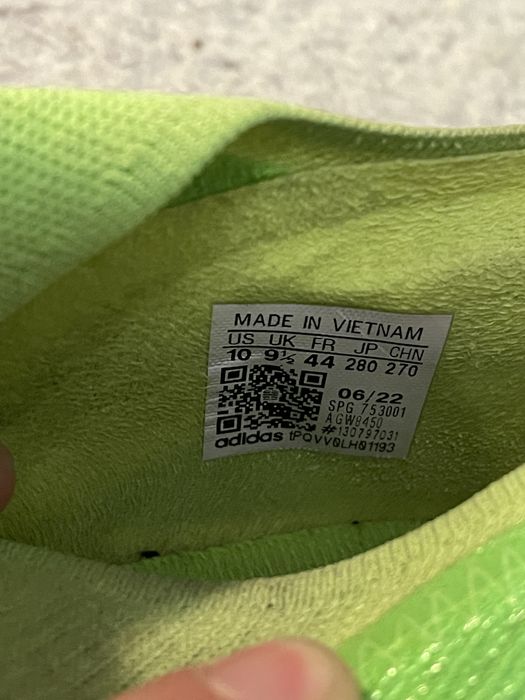 MADE IN VIETNAM
US UK FR JP CHN
10 9½ 44 280 270
06/22
SPG 753001
AGW8450
#130797031
adidas tPQVV0LH01193